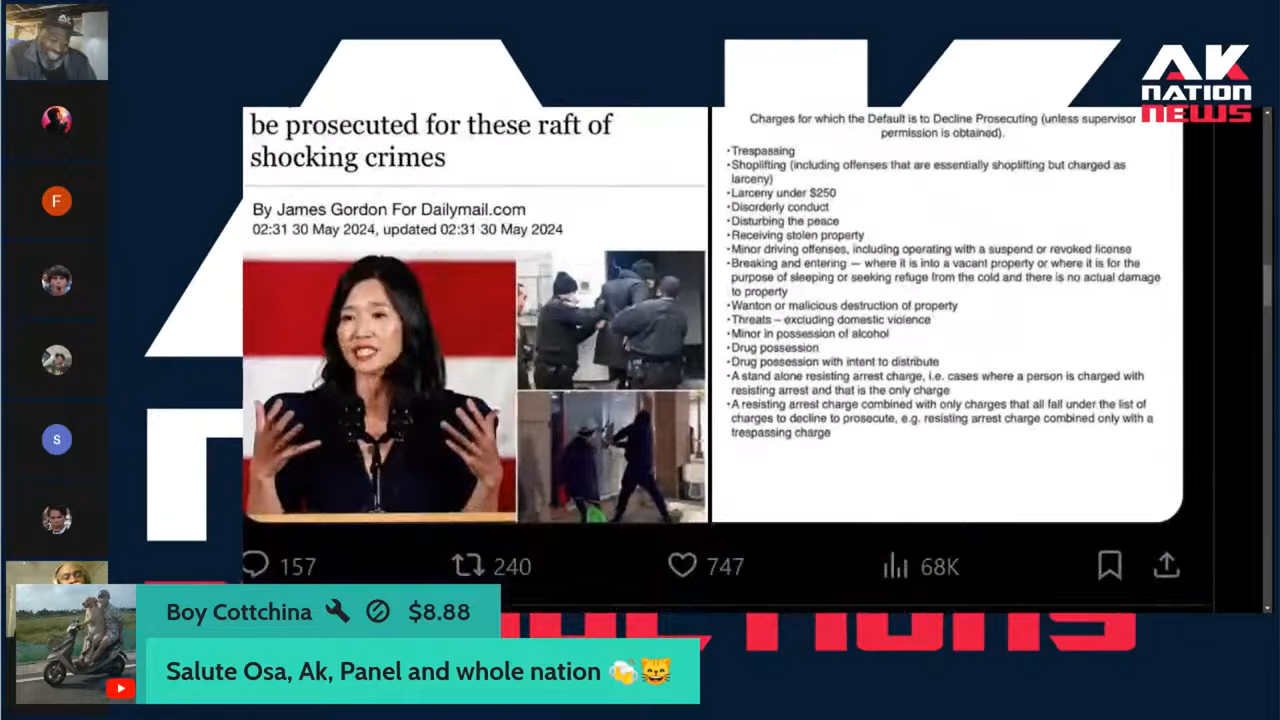 AK
NATION
NEWS
be prosecuted for these raft of
shocking crimes
By James Gordon For Dailymail.com
02:31 30 May 2024, updated 02:31 30 May 2024
Charges for which the Default is to Decline Prosecuting (unless supervisor
permission is obtained).
•Trespassing
•Shoplifting (including offenses that are essentially shoplifting but charged as
larceny)
•Larceny under $250
•Disorderly conduct
•Disturbing the peace
•Receiving stolen property
•Minor driving offenses, including operating with a suspend or revoked license
•Breaking and entering — where it is into a vacant property or where it is for the
purpose of sleeping or seeking refuge from the cold and there is no actual damage
to property
•Wanton or malicious destruction of property
•Threats – excluding domestic violence
•Minor in possession of alcohol
•Drug possession
•Drug possession with intent to distribute
•A stand alone resisting arrest charge, i.e. cases where a person is charged with
resisting arrest and that is the only charge
•A resisting arrest charge combined with only charges that all fall under the list of
charges to decline to prosecute, e.g. resisting arrest charge combined only with a
trespassing charge
157 240 747 68K
F
S
Boy Cottchina $8.88
Salute Osa, Ak, Panel and whole nation 🍻😸